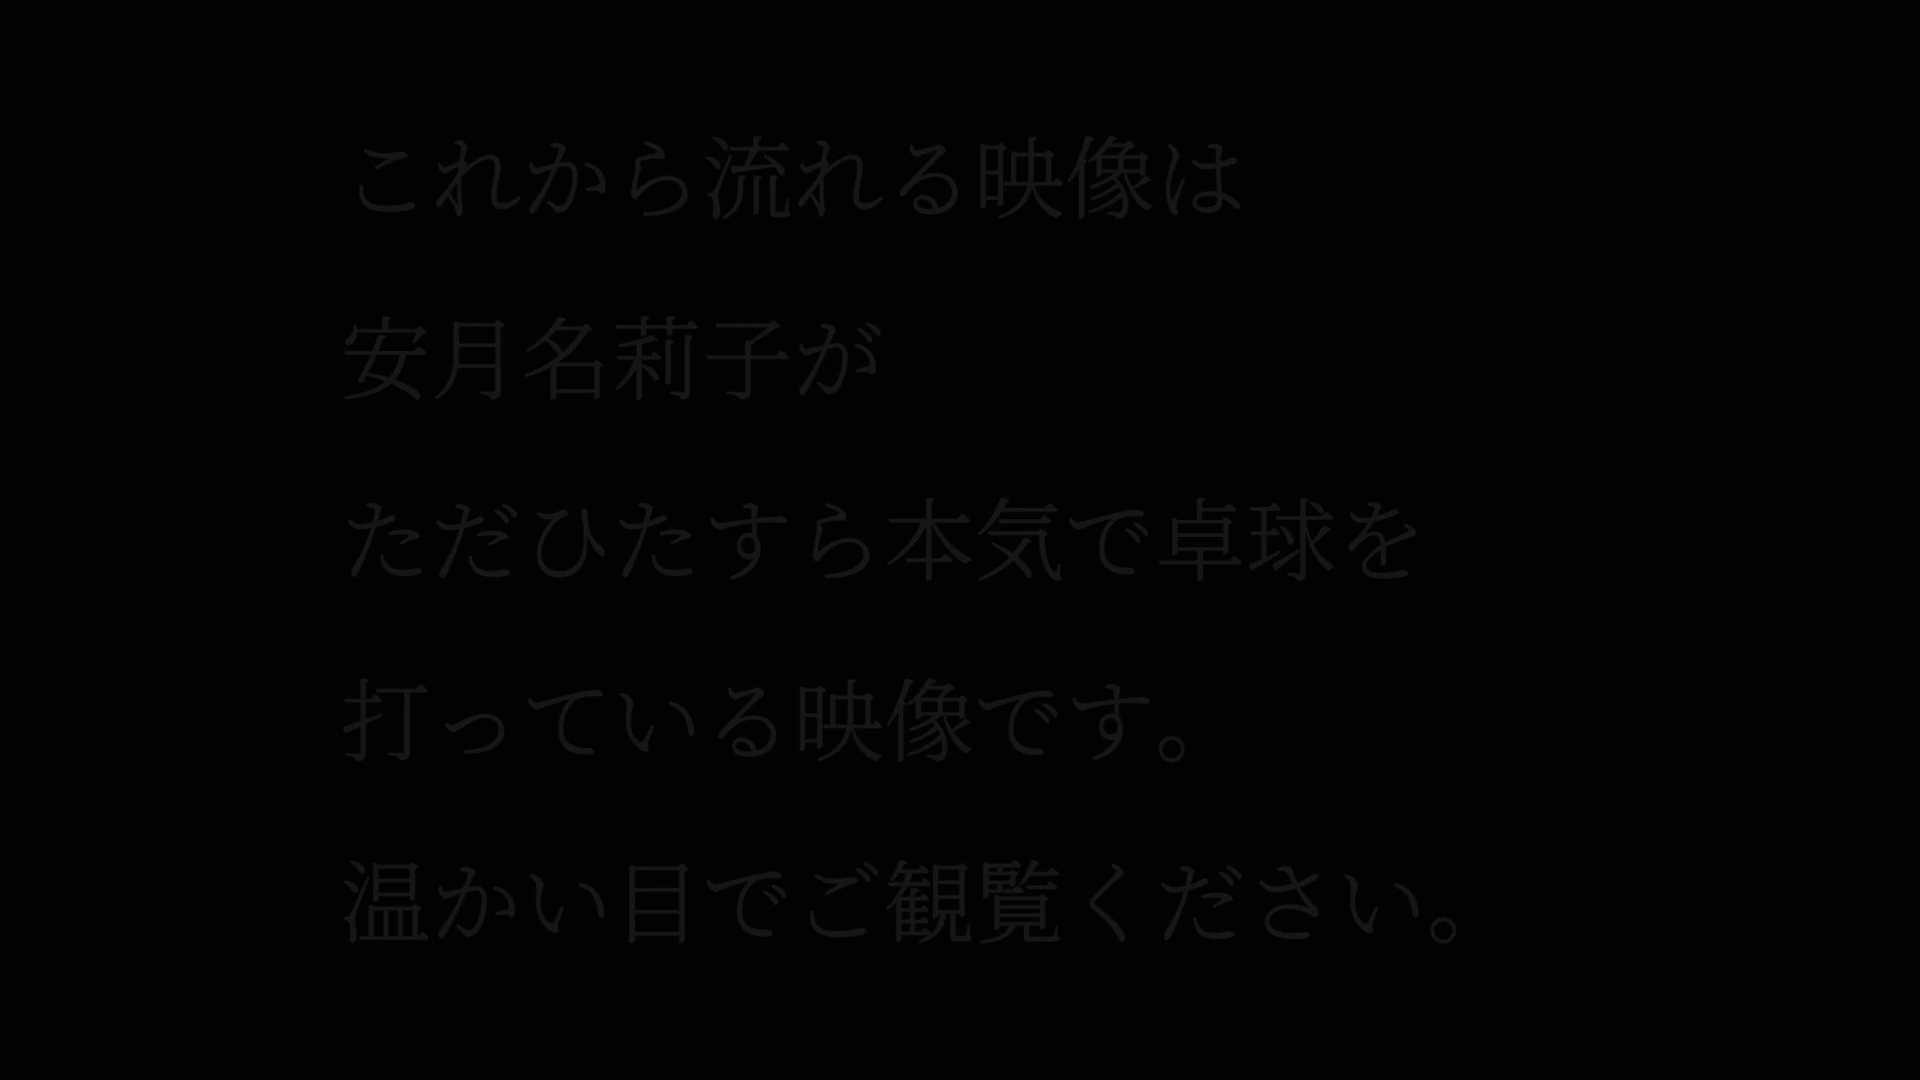 これから流れる映像は
安月名莉子が
ただひたすら本気で卓球を
打っている映像です。
温かい目でご観覧ください。